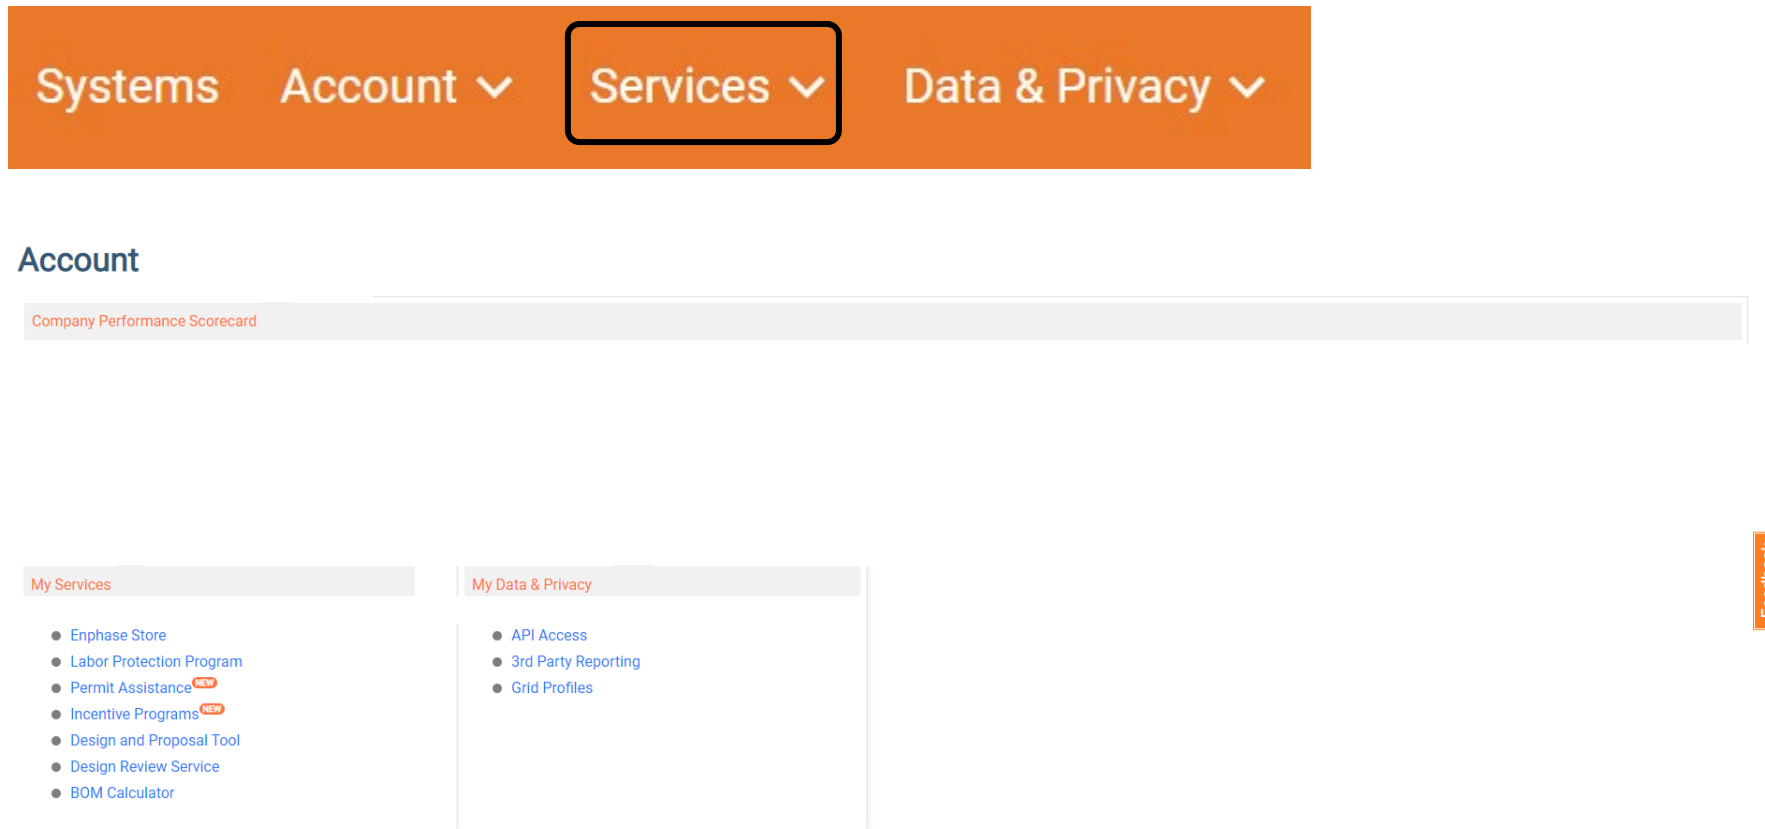 Systems Account Services Data & Privacy
Account
Company Performance Scorecard
My Services
Enphase Store
Labor Protection Program
Permit Assistance NEW
Incentive Programs NEW
Design and Proposal Tool
Design Review Service
BOM Calculator
My Data & Privacy
API Access
3rd Party Reporting
Grid Profiles